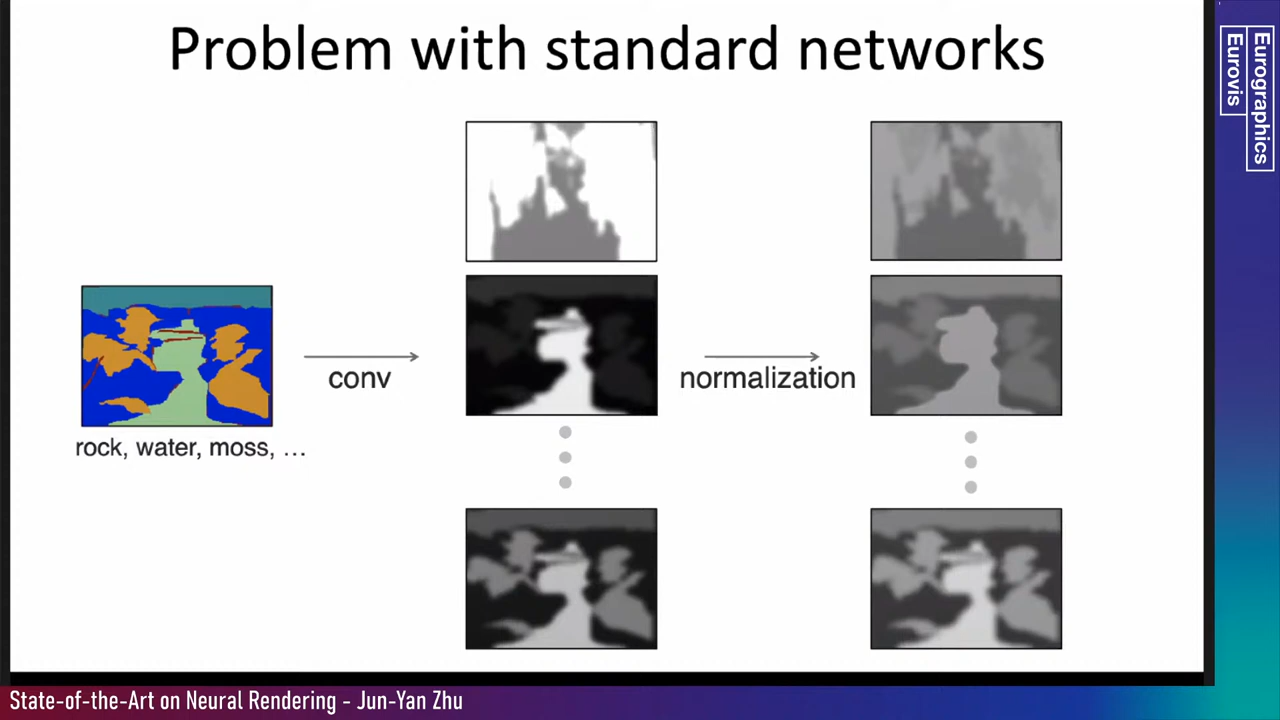 Problem with standard networks
Eurographics
Eurovis
conv
normalization
rock, water, moss, …
State-of-the-Art on Neural Rendering – Jun-Yan Zhu